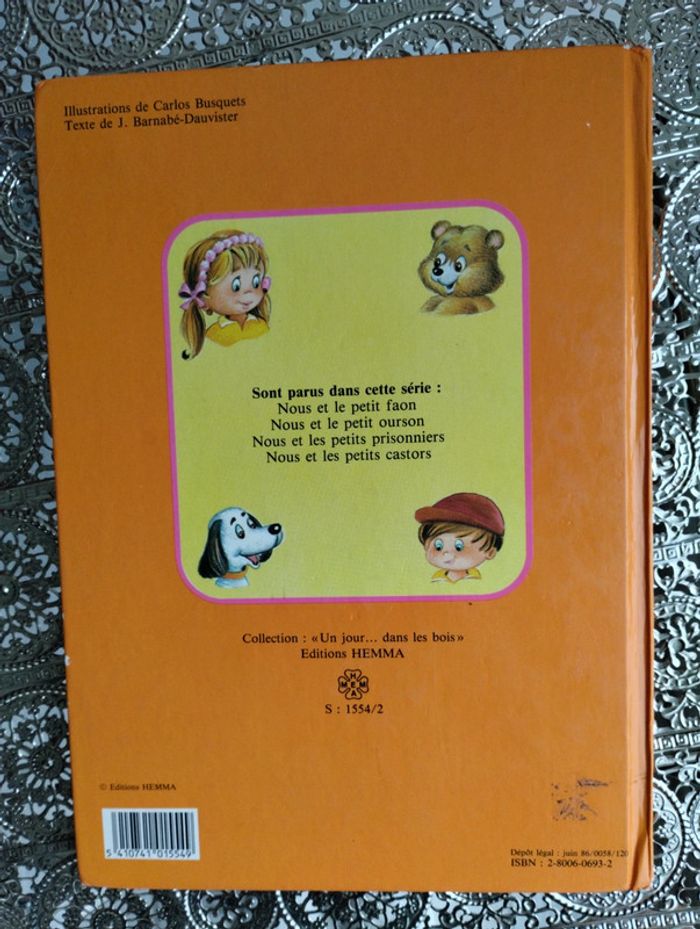 Illustrations de Carlos Busquets
Texte de J. Barnabé-Dauvister
Sont parus dans cette série :
Nous et le petit faon
Nous et le petit ourson
Nous et les petits prisonniers
Nous et les petits castors
Collection : «Un jour... dans les bois»
Editions HEMMA
HEMMA
S : 1554/2
© Editions HEMMA
5 410741 015549
Dépôt légal : juin 86/0058/120
ISBN : 2-8006-0693-2